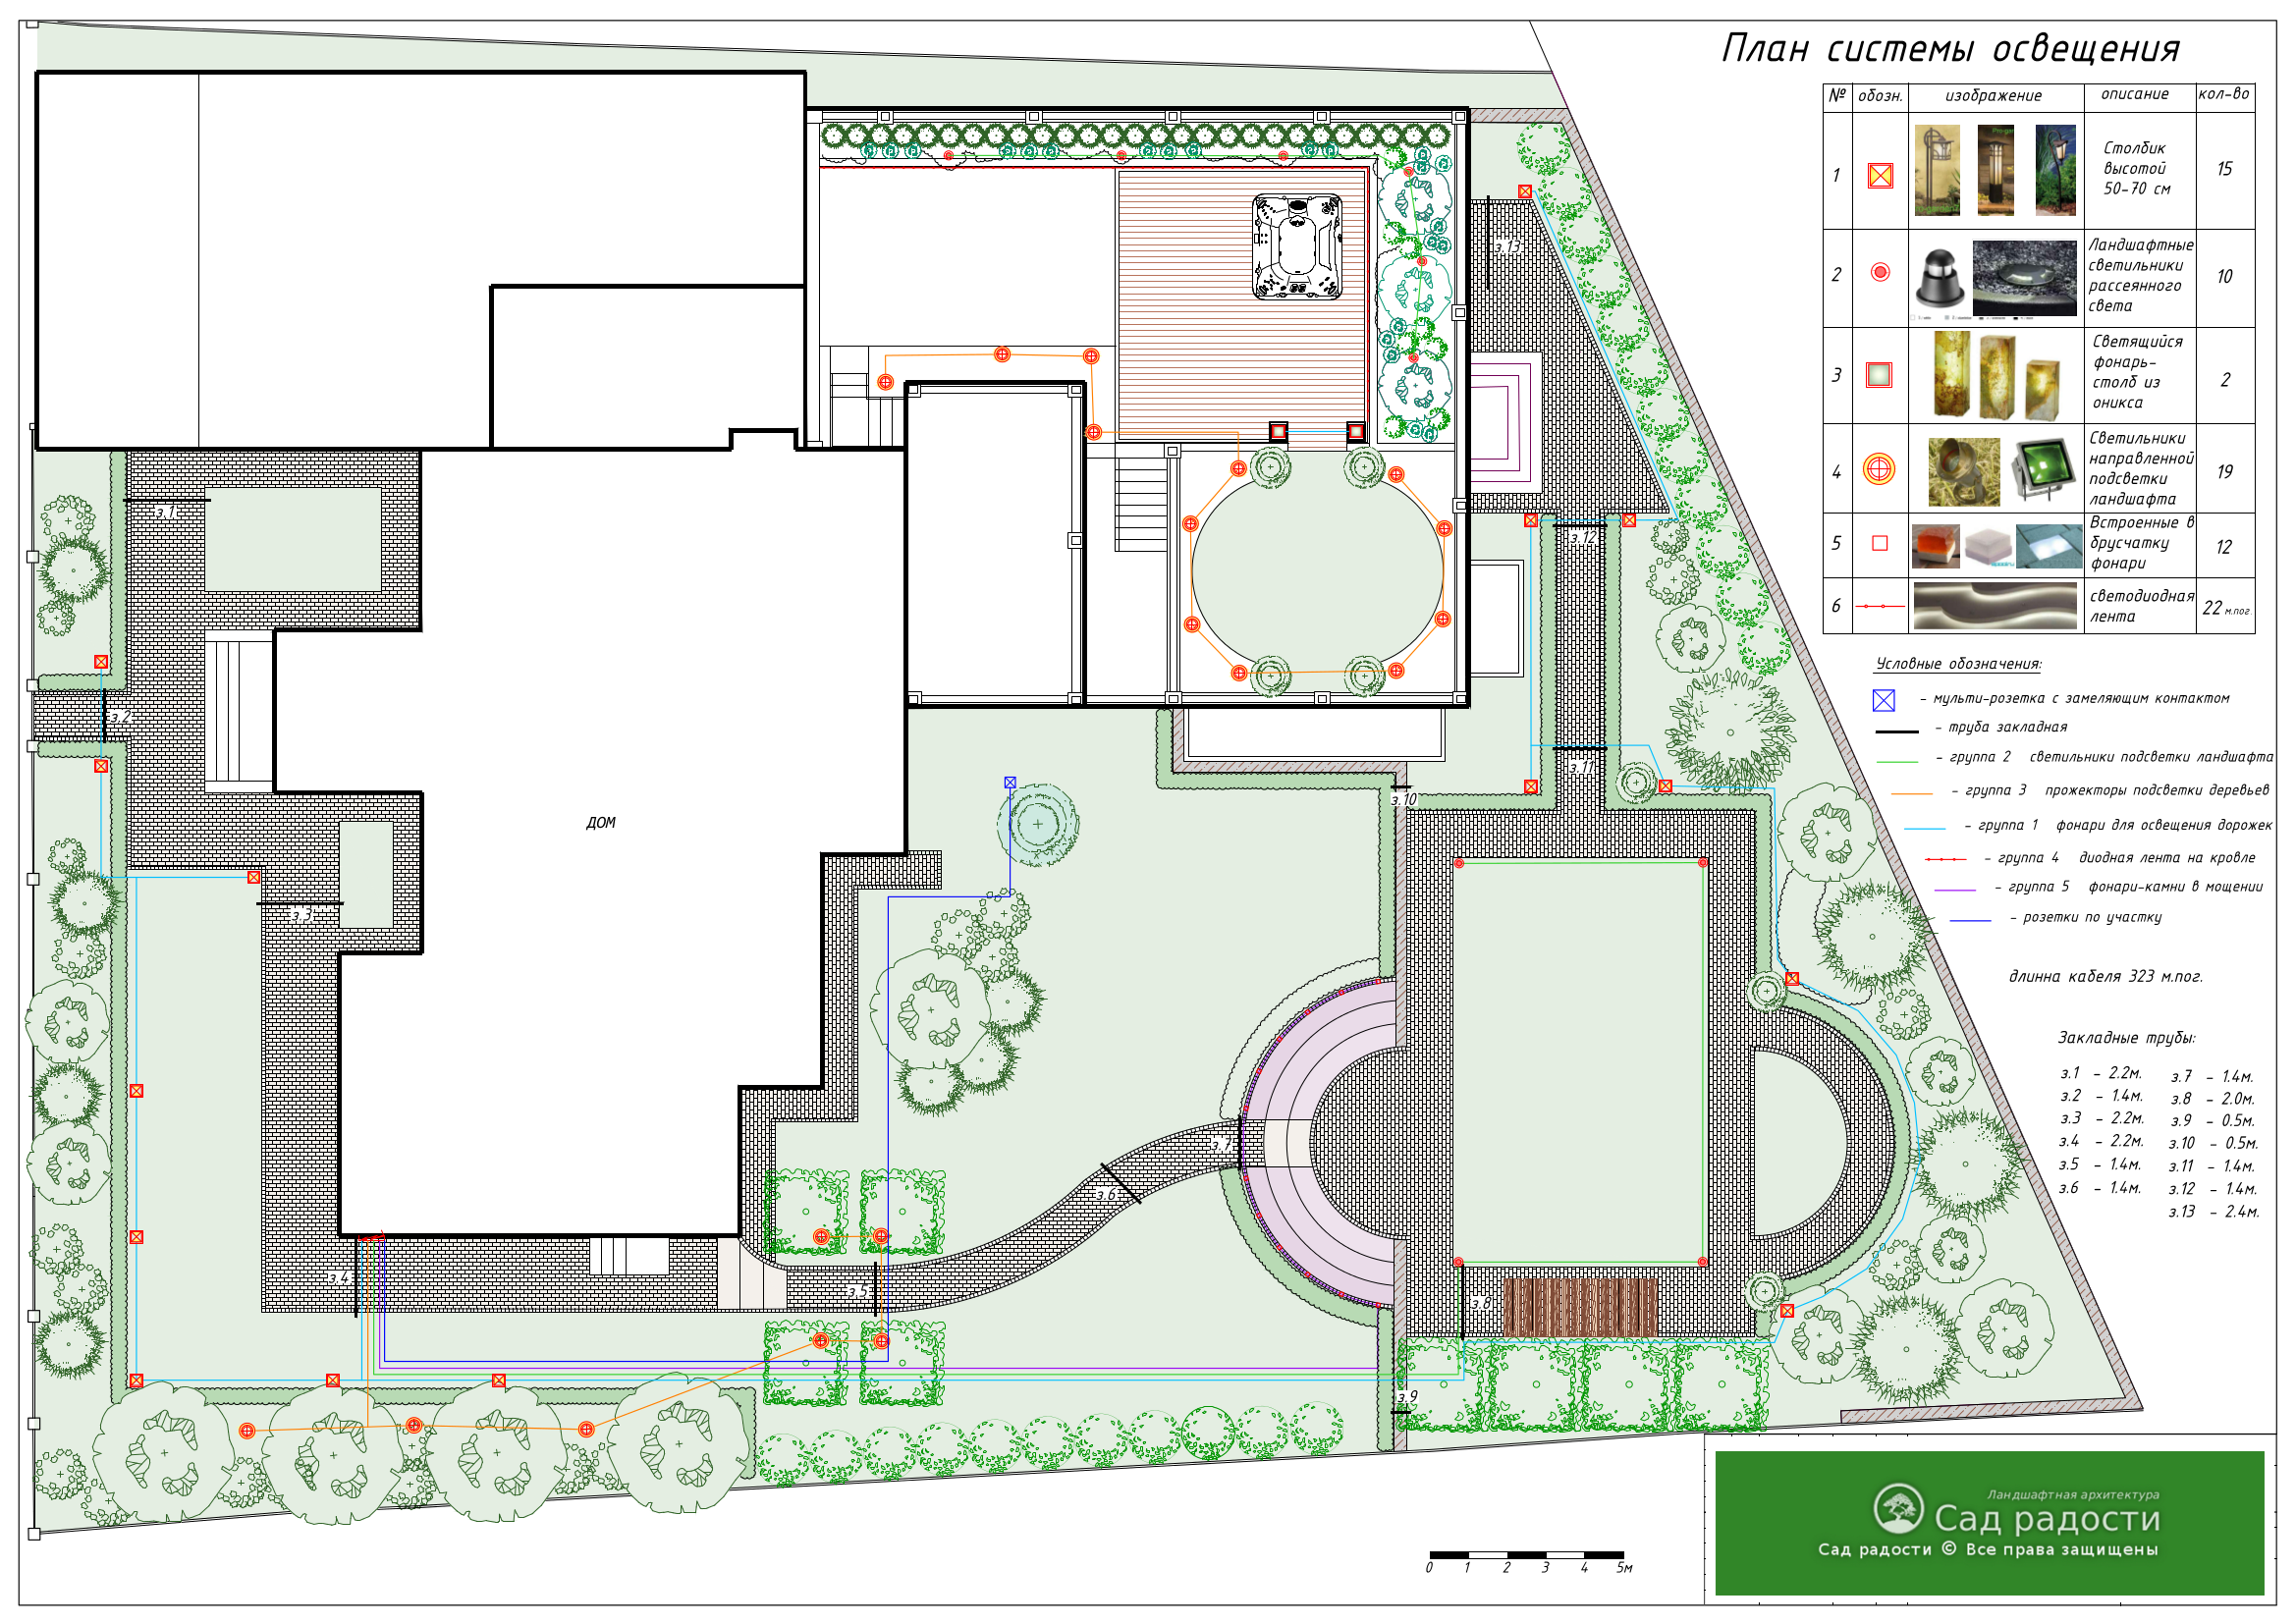 План системы освещения
№ обозн. изображение описание кол-во
1 Столбик высотой 50-70 см 15
2 Ландшафтные светильники рассеянного света 10
3 Светящийся фонарь-столб из оникса 2
4 Светильники направленной подсветки ландшафта 19
5 Встроенные в брусчатку фонари 12
6 светодиодная лента 22 м.пог.
Условные обозначения:
- мульти-розетка с замеляющим контактом
- труба закладная
- группа 2 светильники подсветки ландшафта
- группа 3 прожекторы подсветки деревьев
- группа 1 фонари для освещения дорожек
- группа 4 диодная лента на кровле
- группа 5 фонари-камни в мощении
- розетки по участку
длинна кабеля 323 м.пог.
Закладные трубы:
з.1 - 2.2м.
з.2 - 1.4м.
з.3 - 2.2м.
з.4 - 2.2м.
з.5 - 1.4м.
з.6 - 1.4м.
з.7 - 1.4м.
з.8 - 2.0м.
з.9 - 0.5м.
з.10 - 0.5м.
з.11 - 1.4м.
з.12 - 1.4м.
з.13 - 2.4м.
з.13
з.1
з.12
з.2
з.11
з.10
ДОМ
з.3
з.7
з.6
з.4
з.5
з.8
з.9
0 1 2 3 4 5м
Ландшафтная архитектура
Сад радости
Сад радости © Все права защищены